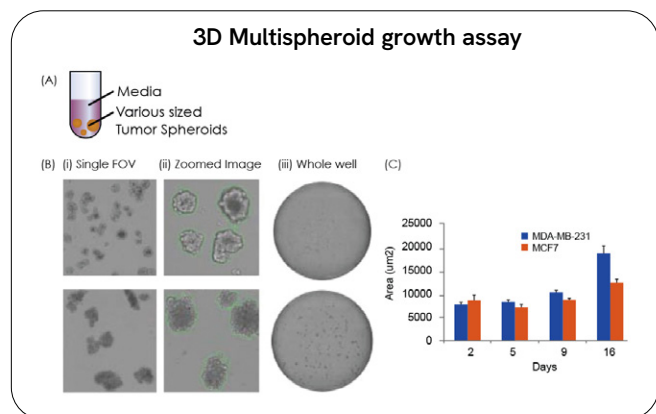 3D Multispheroid growth assay
(A)
Media
Various sized
Tumor Spheroids
(B) (i) Single FOV (ii) Zoomed Image (iii) Whole well (C)
MDA-MB-231
MCF7
Area (um2)
25000
20000
15000
10000
5000
0
2 5 9 16
Days